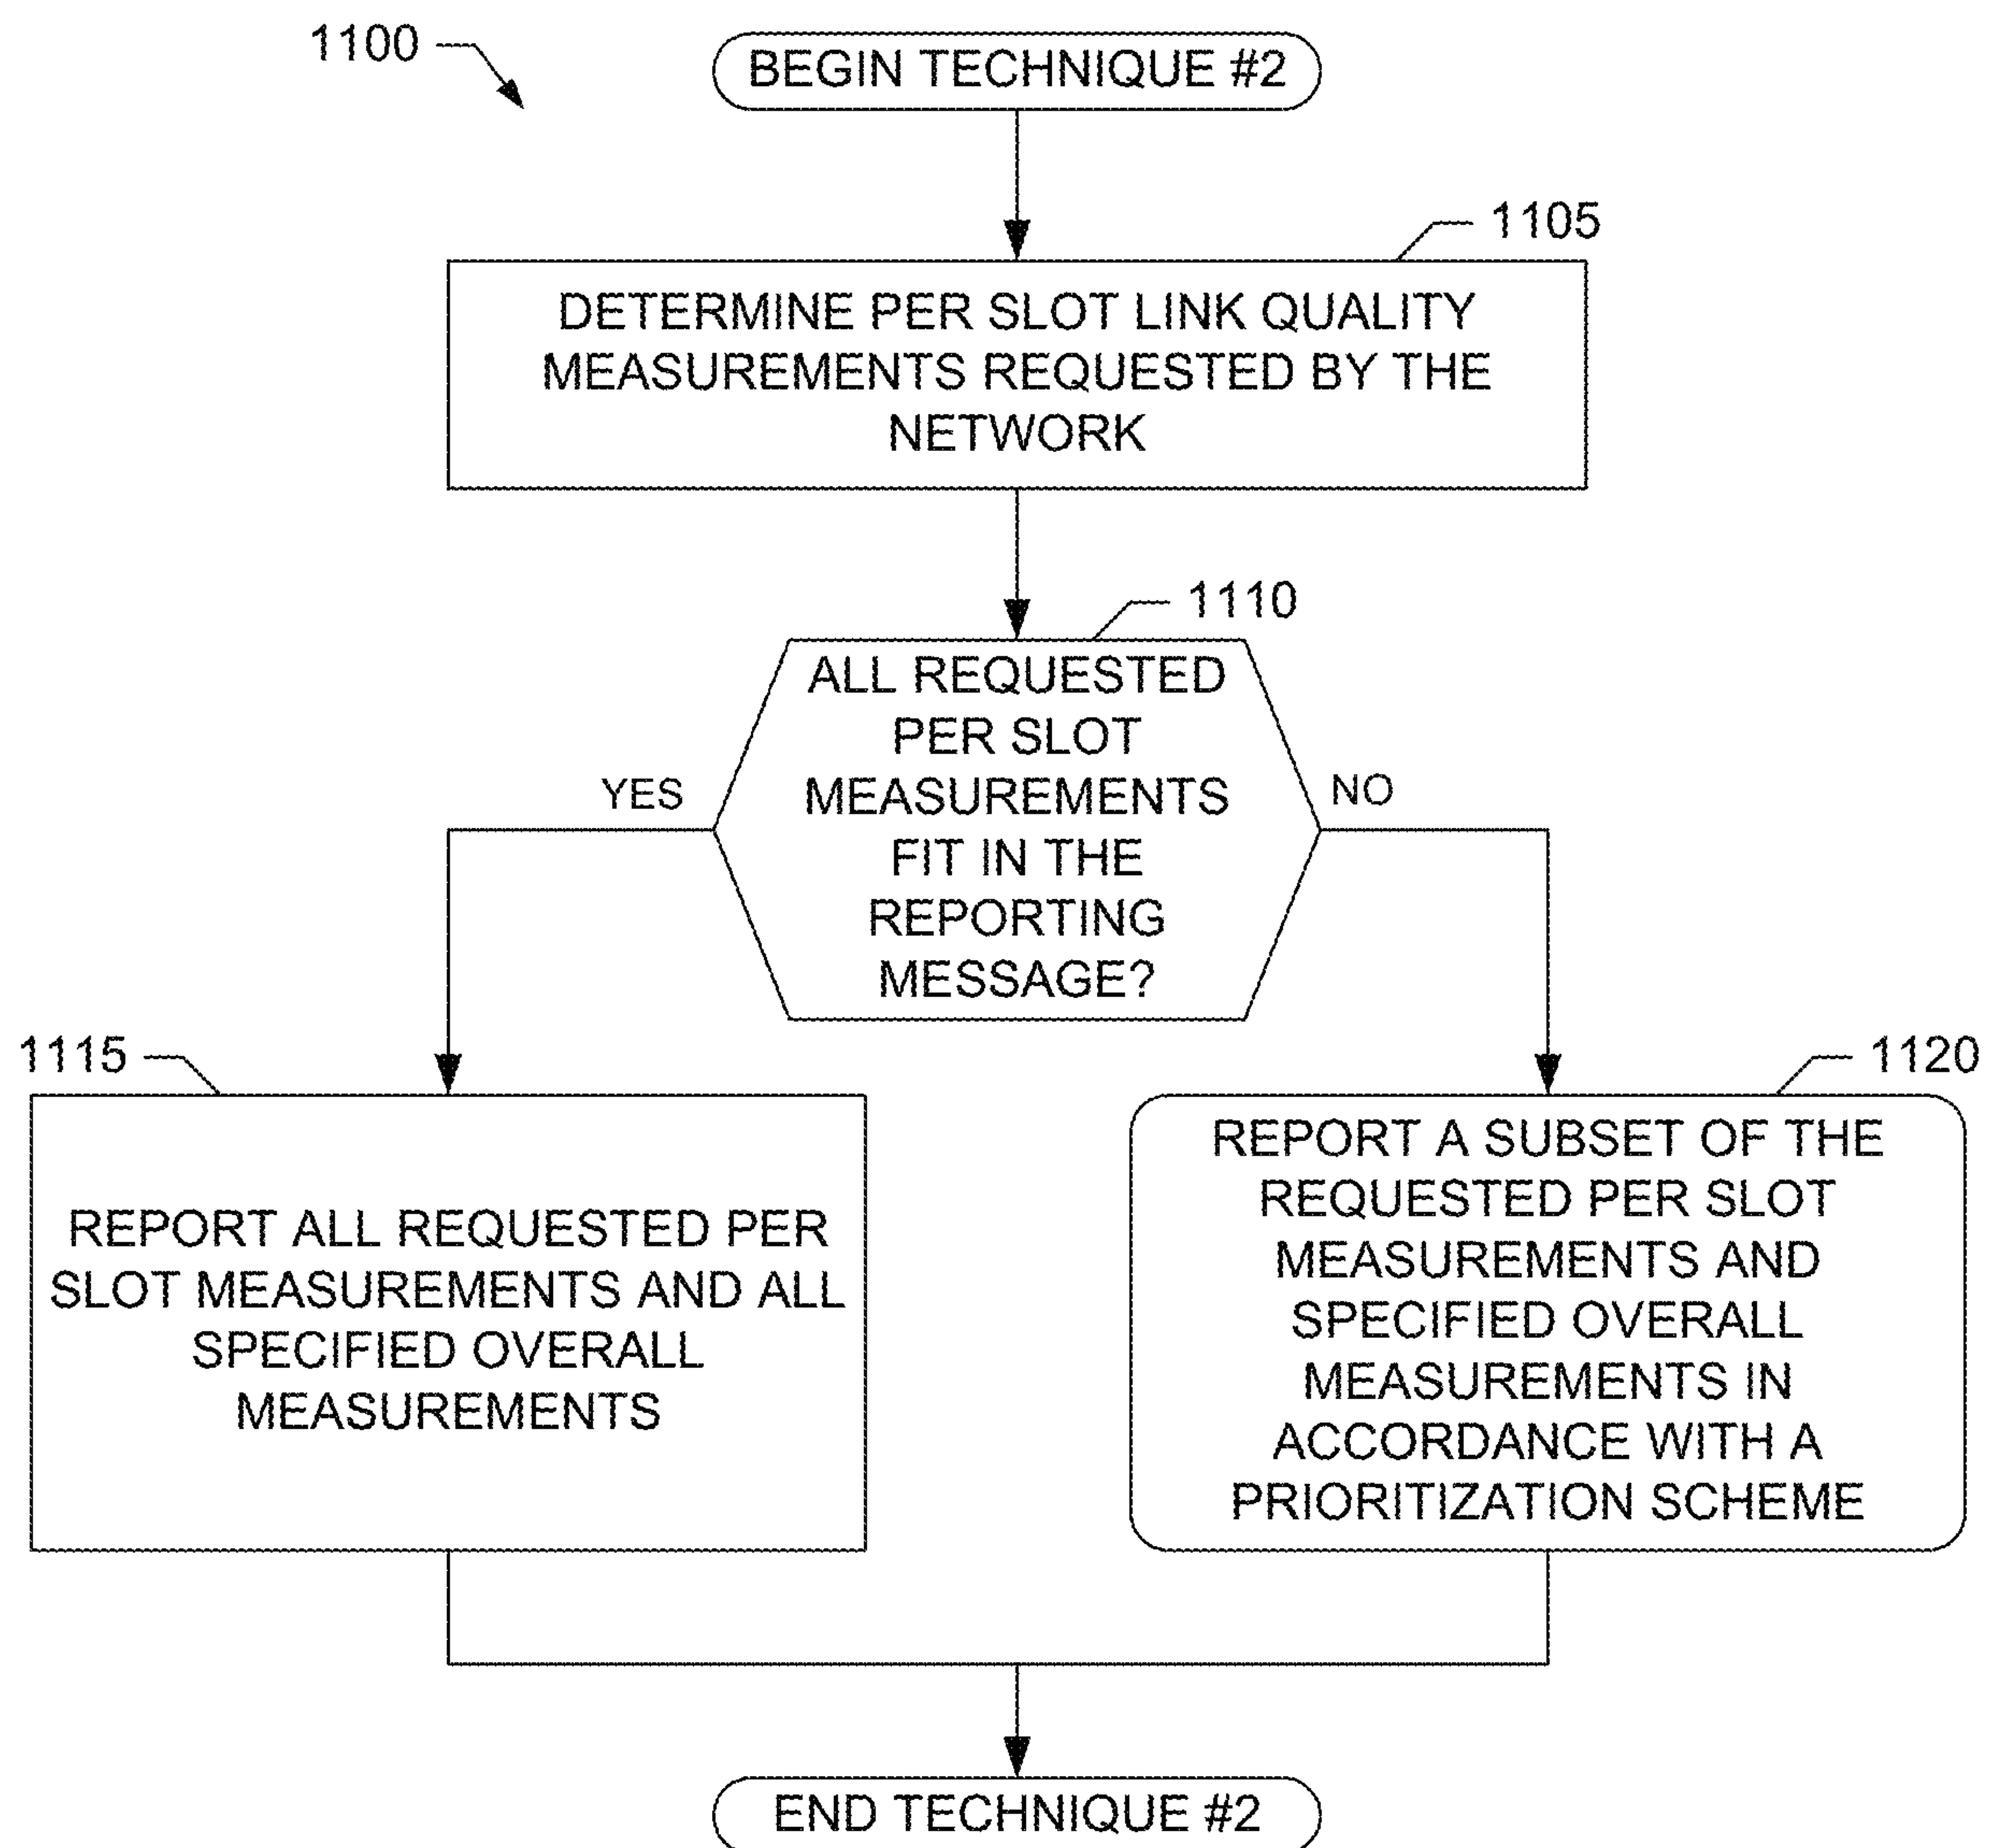 1100
BEGIN TECHNIQUE #2
1105
DETERMINE PER SLOT LINK QUALITY
MEASUREMENTS REQUESTED BY THE
NETWORK
1110
ALL REQUESTED
PER SLOT
MEASUREMENTS
FIT IN THE
REPORTING
MESSAGE?
YES
NO
1115
REPORT ALL REQUESTED PER
SLOT MEASUREMENTS AND ALL
SPECIFIED OVERALL
MEASUREMENTS
1120
REPORT A SUBSET OF THE
REQUESTED PER SLOT
MEASUREMENTS AND
SPECIFIED OVERALL
MEASUREMENTS IN
ACCORDANCE WITH A
PRIORITIZATION SCHEME
END TECHNIQUE #2